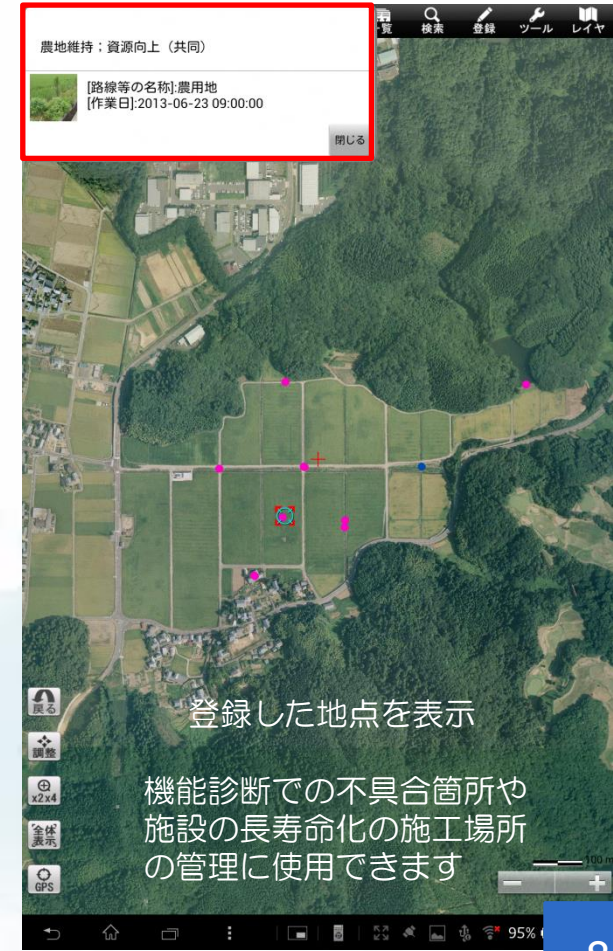 農地維持；資源向上（共同）
[路線等の名称]:農用地
[作業日]:2013-06-23 09:00:00
閉じる
覧
検索
登録
ツール
レイヤ
戻る
調整
x2x4
全体
表示
GPS
登録した地点を表示
機能診断での不具合箇所や
施設の長寿命化の施工場所
の管理に使用できます
100 m
95%